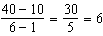 (40 − 10)/(6 − 1) = 30/5 = 6